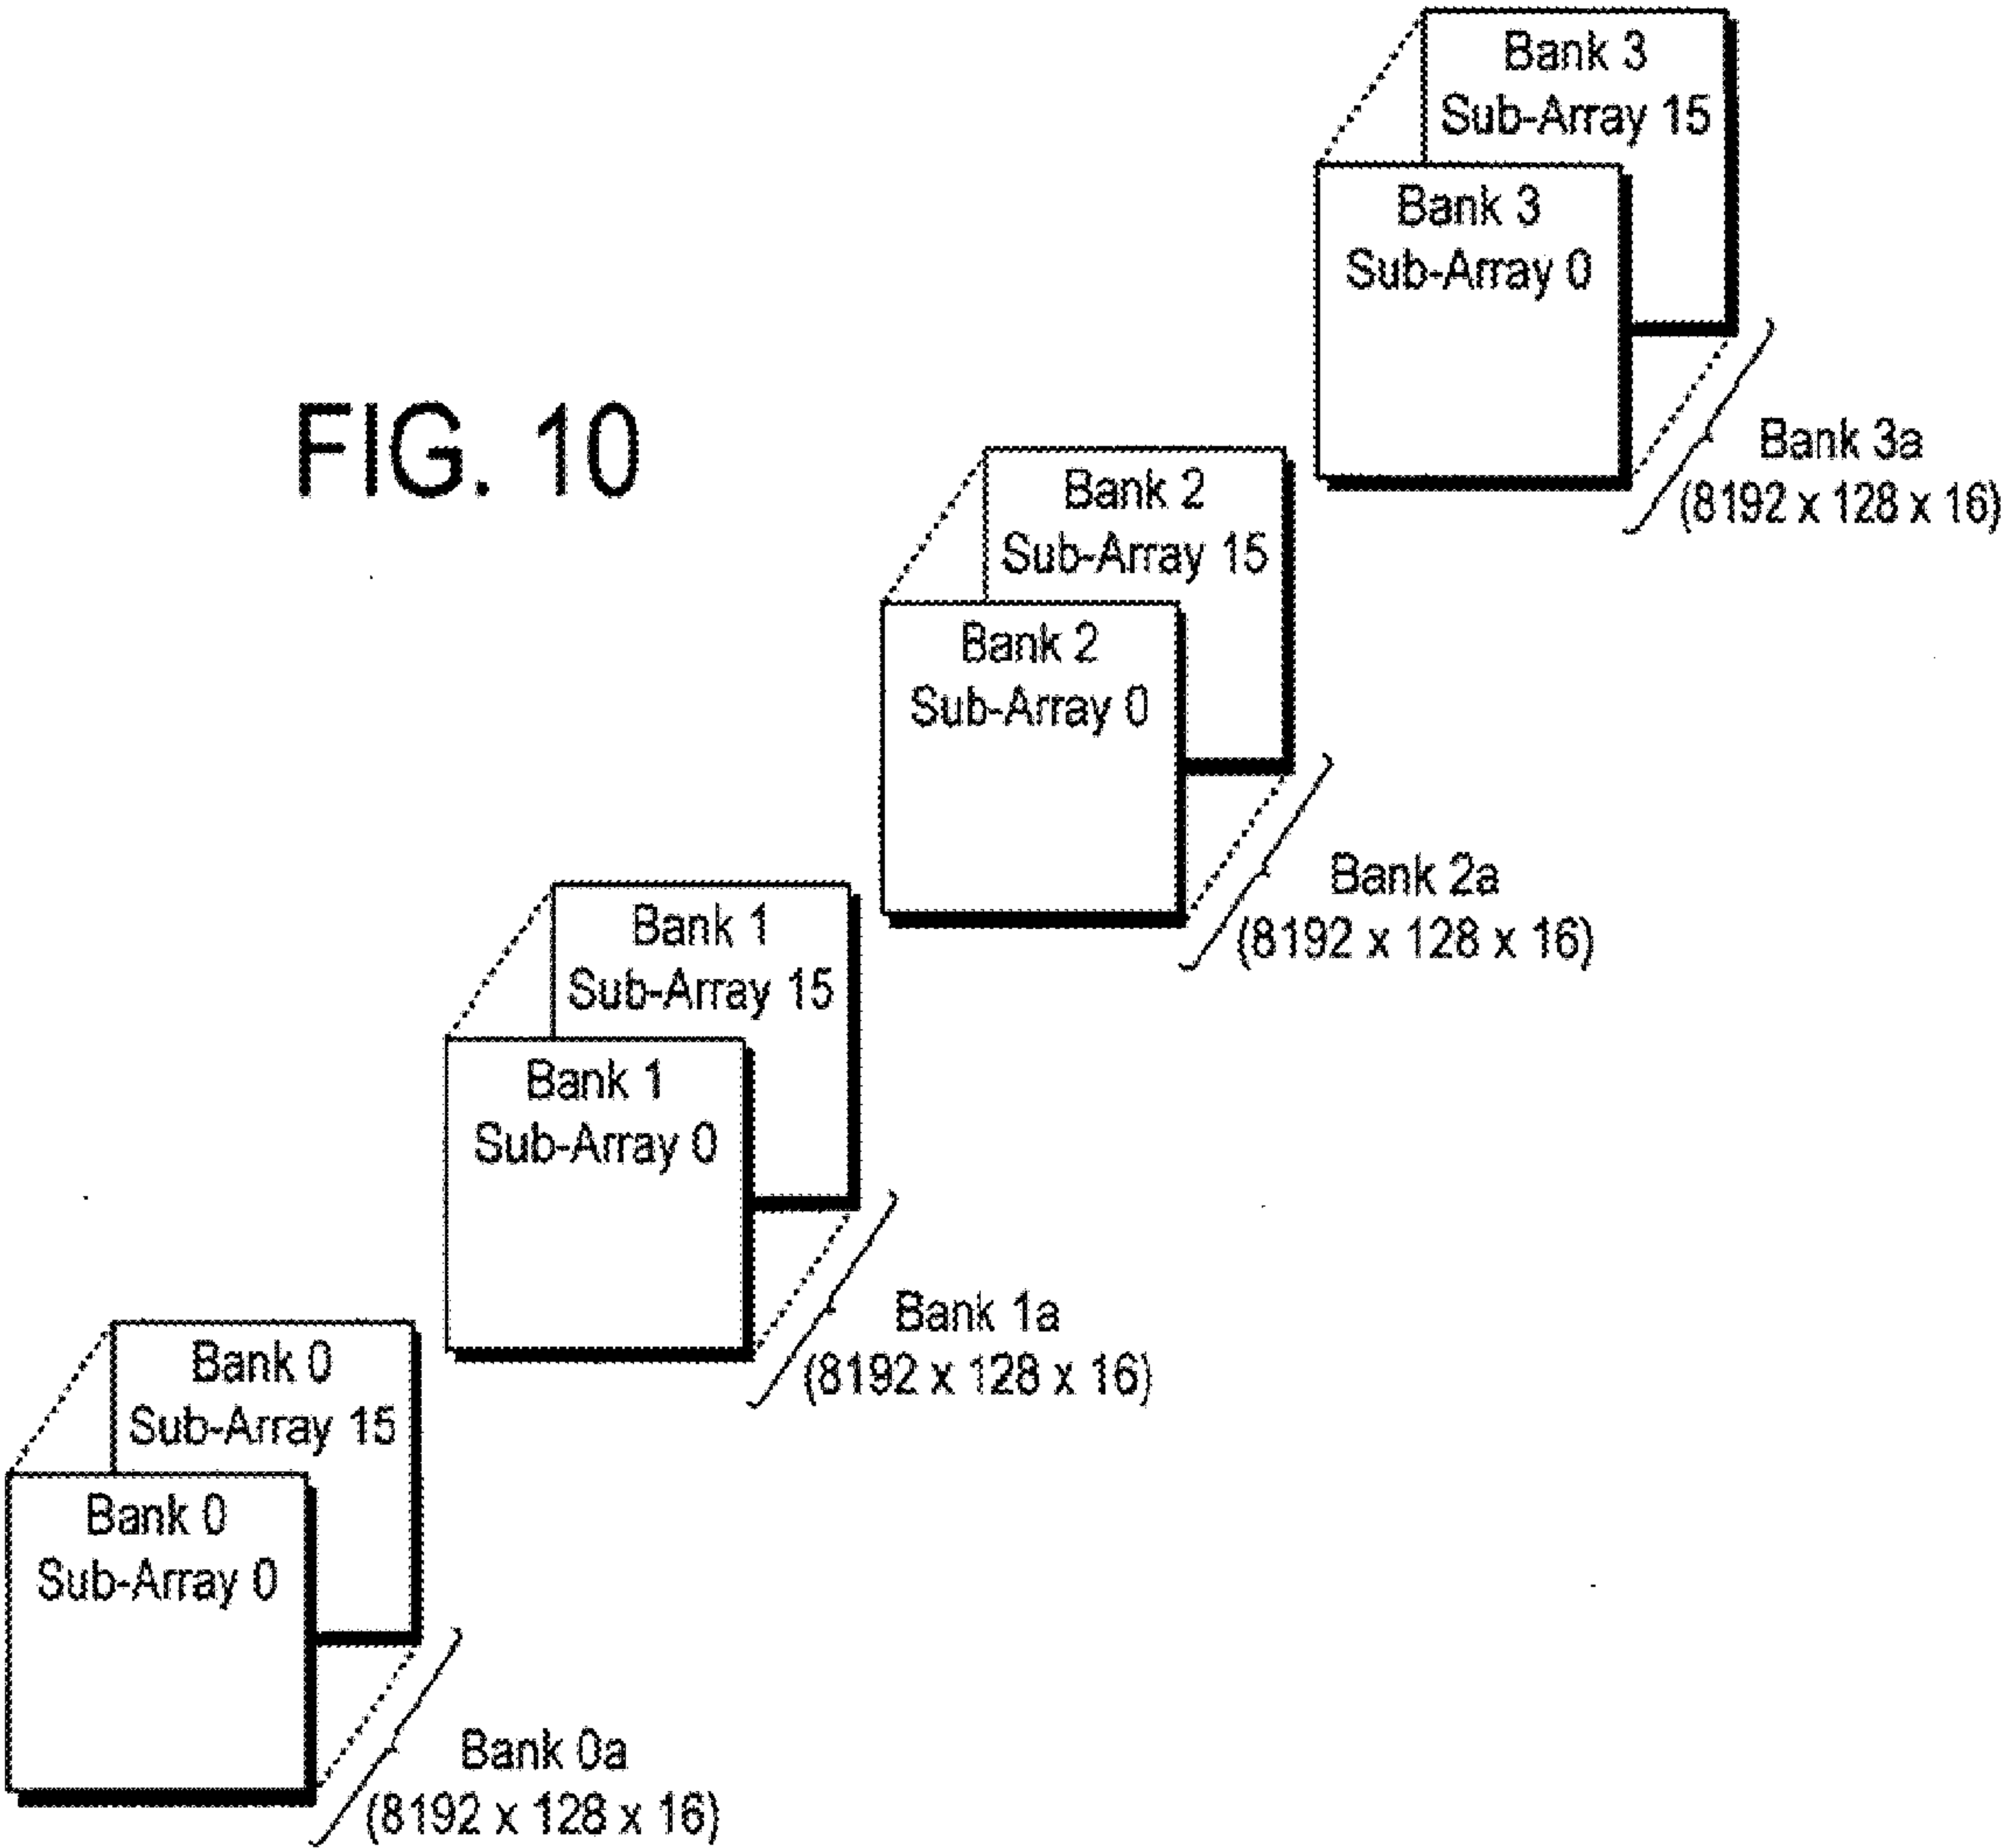 Bank 3
Sub-Array 15
Bank 3
Sub-Array 0
Bank 3a
(8192 x 128 x 16)
FIG. 10
Bank 2
Sub-Array 15
Bank 2
Sub-Array 0
Bank 2a
(8192 x 128 x 16)
Bank 1
Sub-Array 15
Bank 1
Sub-Array 0
Bank 1a
(8192 x 128 x 16)
Bank 0
Sub-Array 15
Bank 0
Sub-Array 0
Bank 0a
(8192 x 128 x 16)